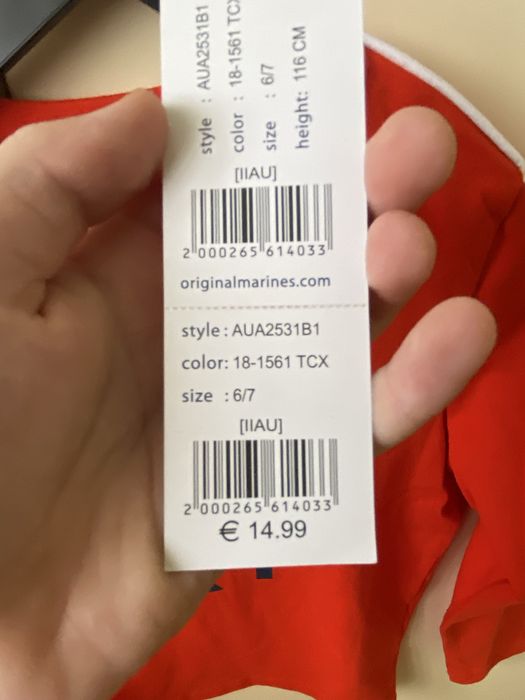 style : AUA2531B1
color : 18-1561 TCX
size : 6/7
height: 116 CM
[IIAU]
2 000265 614033
originalmarines.com
style : AUA2531B1
color: 18-1561 TCX
size : 6/7
[IIAU]
2 000265 614033
€ 14.99